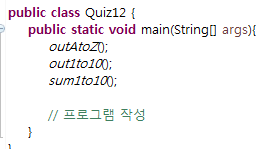 public class Quiz12 {
public static void main(String[] args){
outAtoZ();
out1to10();
sum1to10();
// 프로그램 작성
}
}